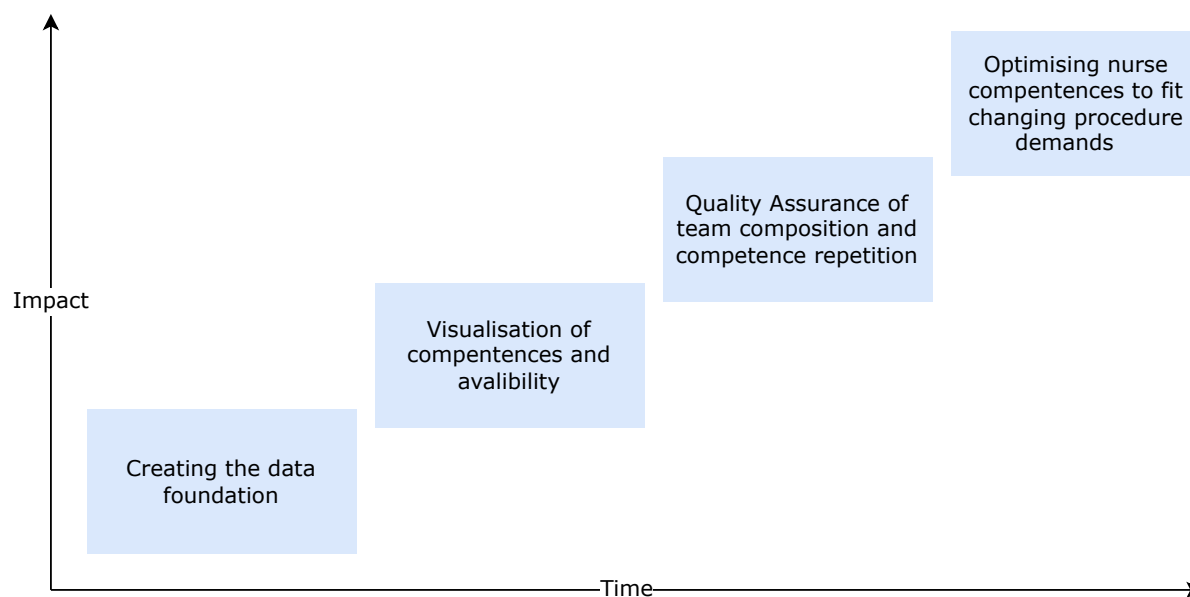 Optimising nurse
compentences to fit
changing procedure
demands
Quality Assurance of
team composition and
competence repetition
Impact
Visualisation of
compentences and
avalibility
Creating the data
foundation
Time